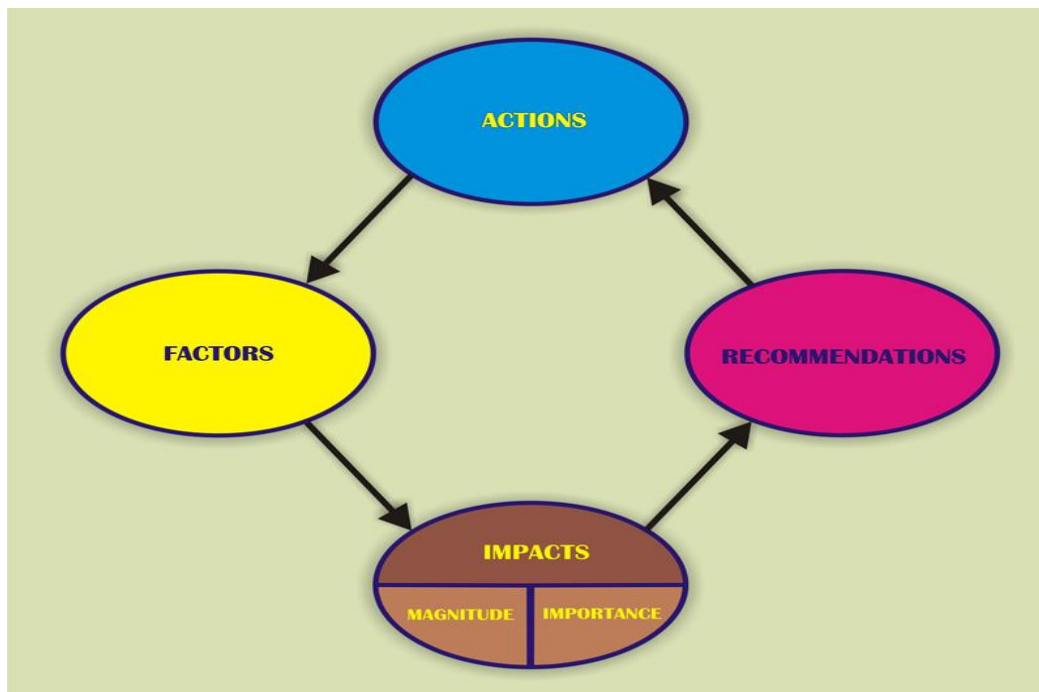 ACTIONS
FACTORS
RECOMMENDATIONS
IMPACTS
MAGNITUDE
IMPORTANCE